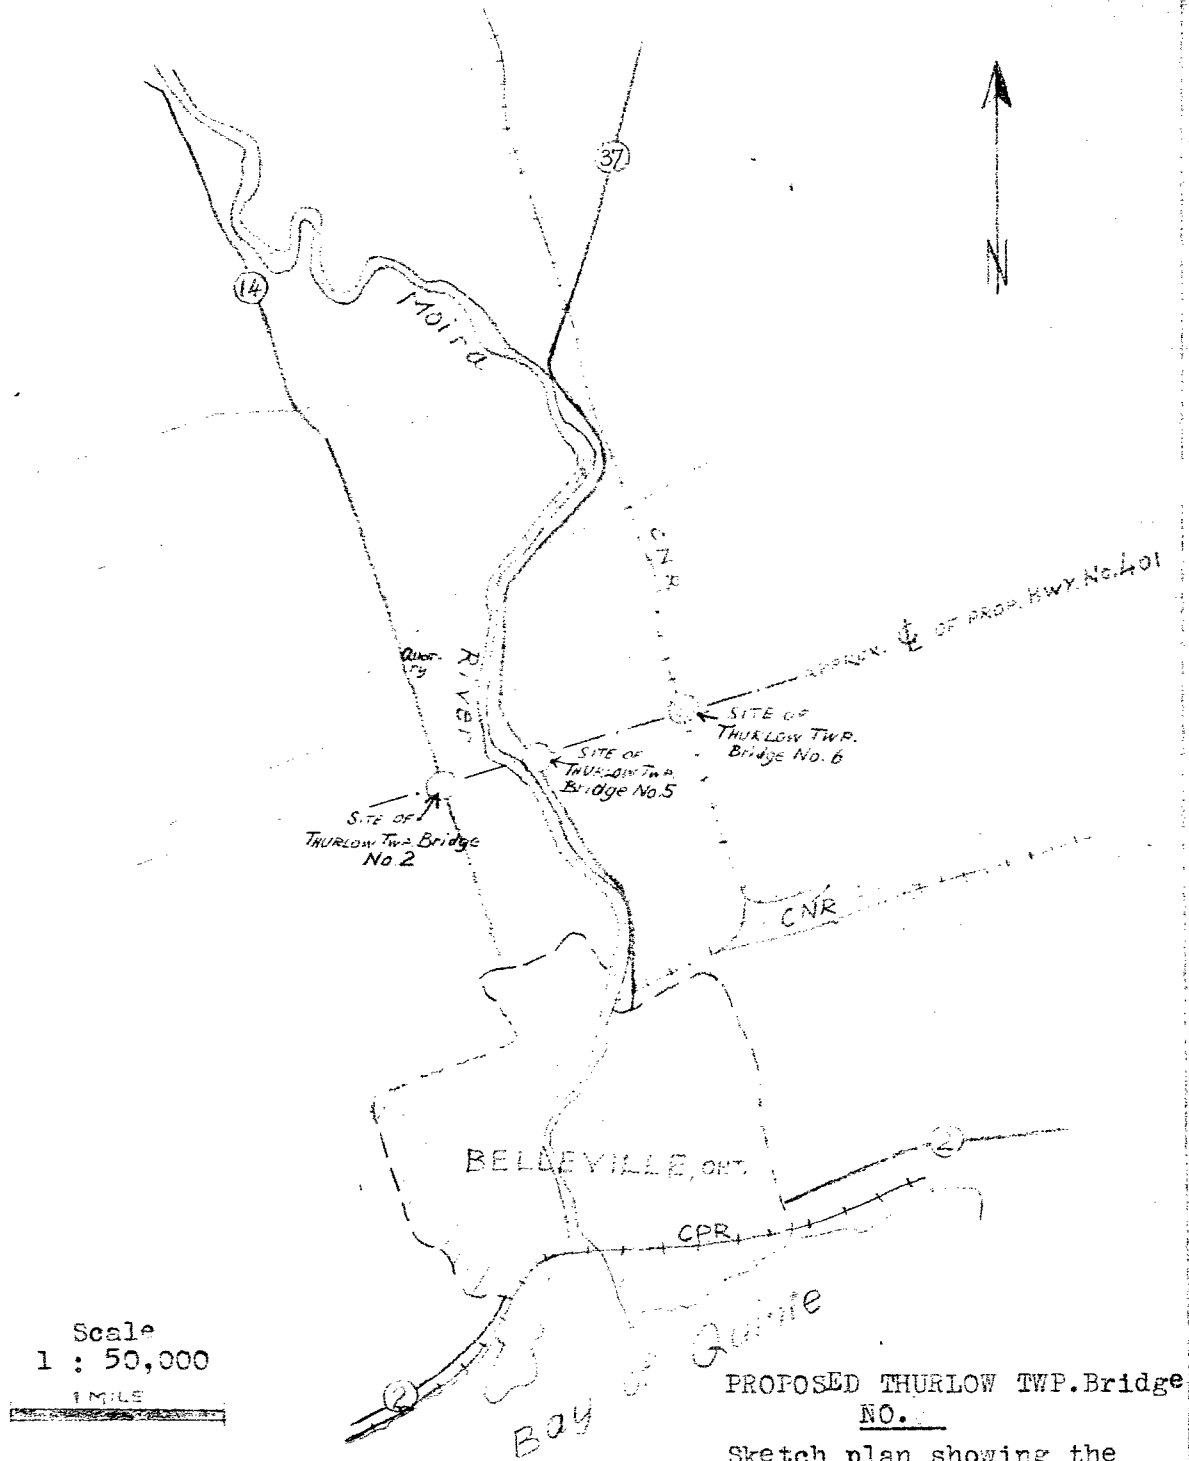 37
N
14
Moira
CNR
APPROX. ℄ OF PROP. HWY. No. 401
Quar-
ry
River
SITE OF
THURLOW TWP.
Bridge No. 6
SITE OF
THURLOW TWP.
Bridge No. 5
SITE OF
THURLOW TWP. Bridge
No. 2
CNR
BELLEVILLE, ONT.
2
CPR
Bay of Quinte
2
Scale
1 : 50,000
1 MILE
PROPOSED THURLOW TWP.Bridge
NO.
Sketch plan showing the